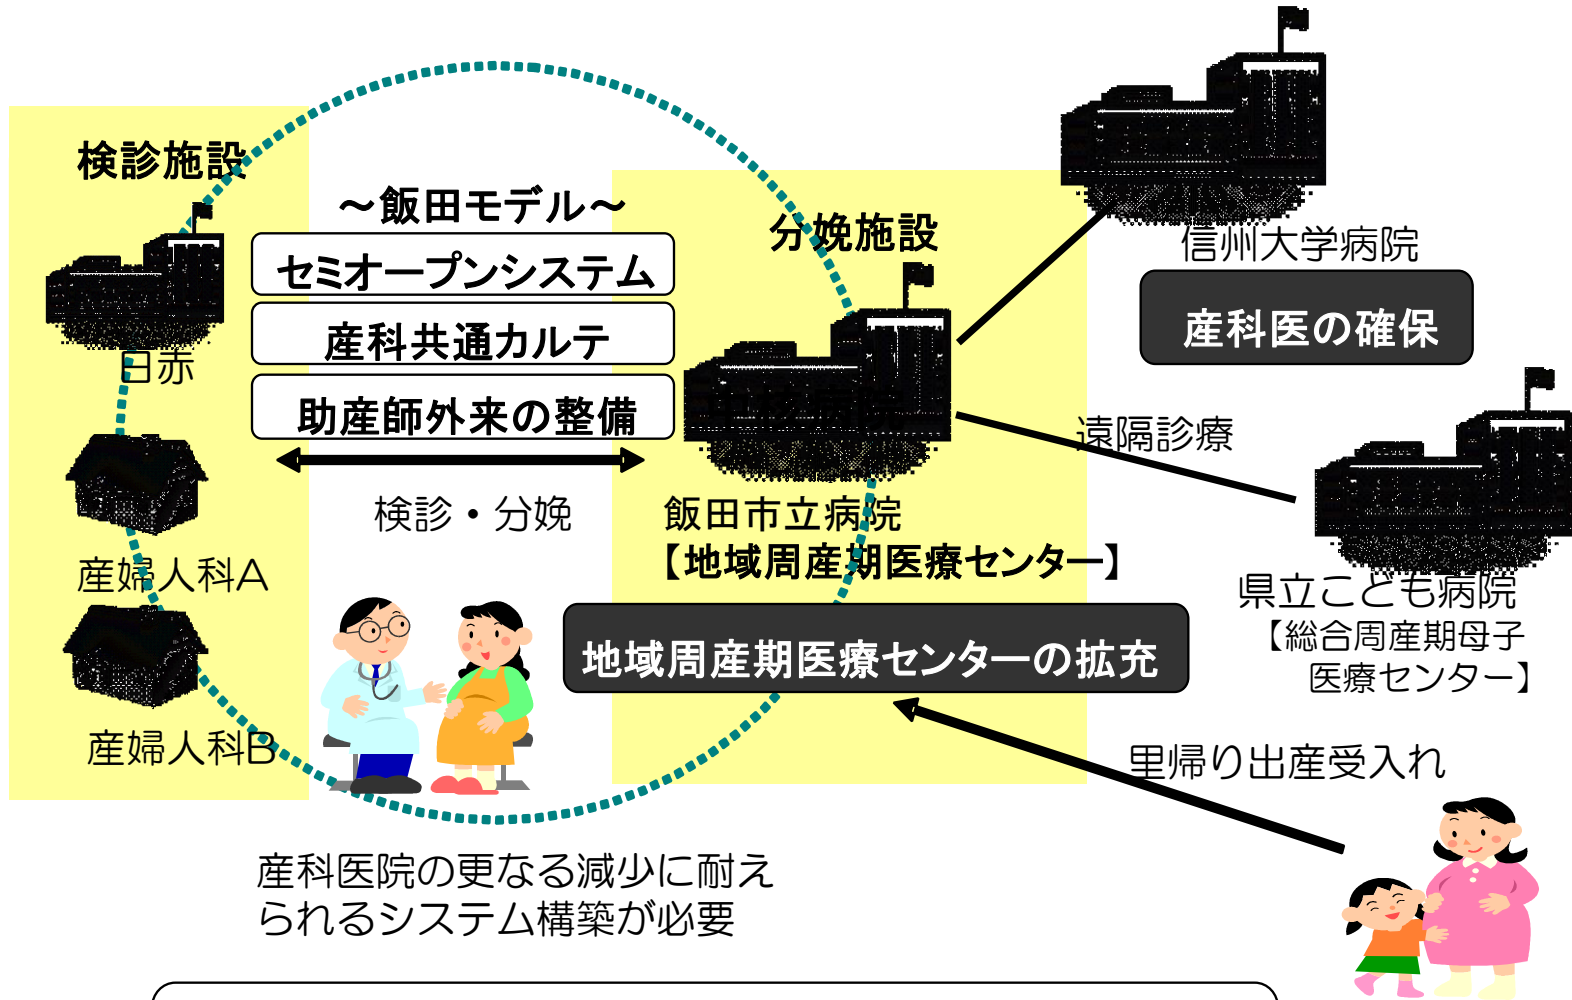 検診施設
～飯田モデル～
セミオープンシステム
産科共通カルテ
助産師外来の整備
日赤
検診・分娩
産婦人科A
産婦人科B
分娩施設
飯田市立病院
【地域周産期医療センター】
地域周産期医療センターの拡充
信州大学病院
産科医の確保
遠隔診療
県立こども病院
【総合周産期母子
医療センター】
里帰り出産受入れ
産科医院の更なる減少に耐え
られるシステム構築が必要